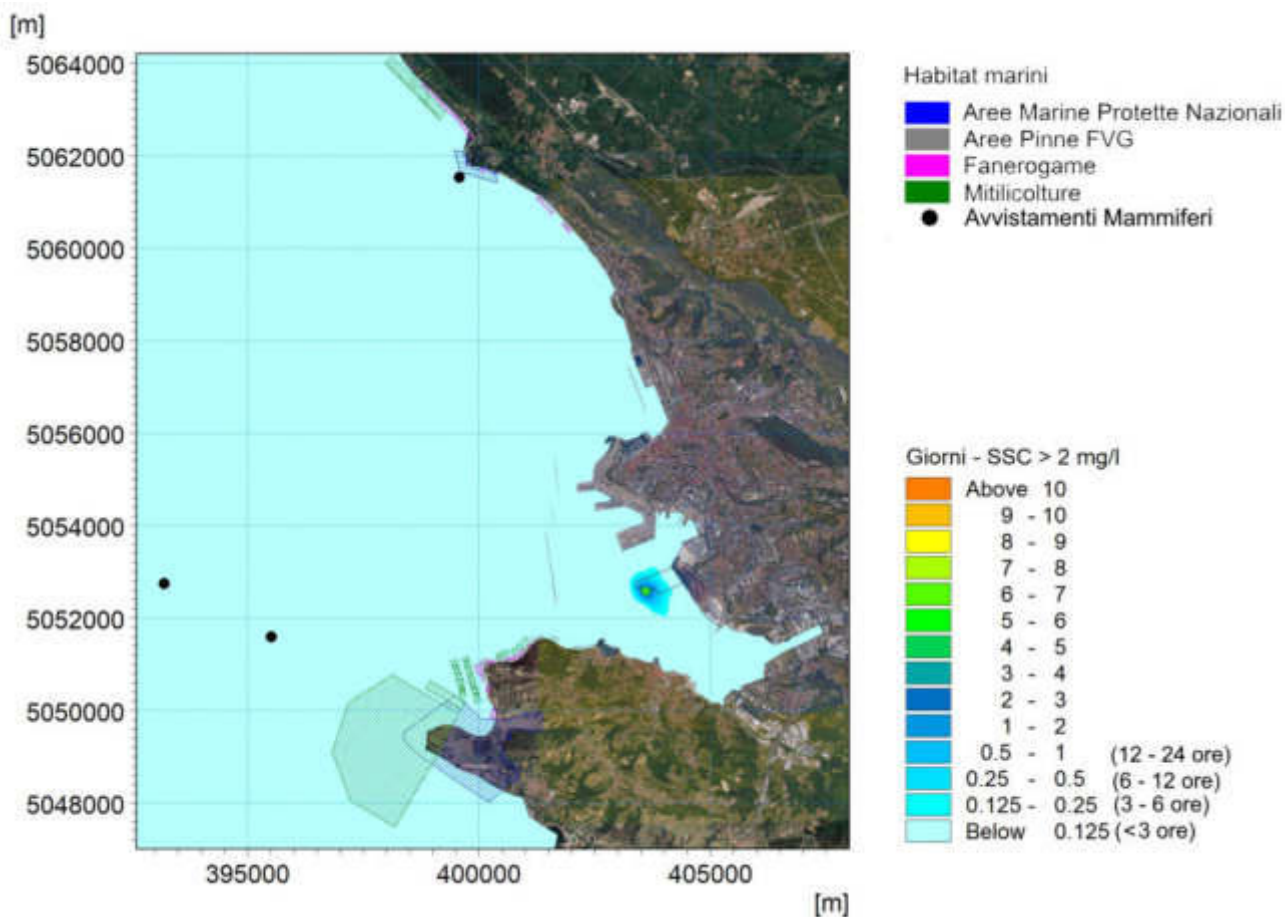 [m]
5064000
5062000
5060000
5058000
5056000
5054000
5052000
5050000
5048000
395000
400000
405000
[m]
Habitat marini
Aree Marine Protette Nazionali
Aree Pinne FVG
Fanerogame
Mitilicolture
Avvistamenti Mammiferi
Giorni - SSC > 2 mg/l
Above 10
9 - 10
8 - 9
7 - 8
6 - 7
5 - 6
4 - 5
3 - 4
2 - 3
1 - 2
0.5 - 1 (12 - 24 ore)
0.25 - 0.5 (6 - 12 ore)
0.125 - 0.25 (3 - 6 ore)
Below 0.125 (<3 ore)